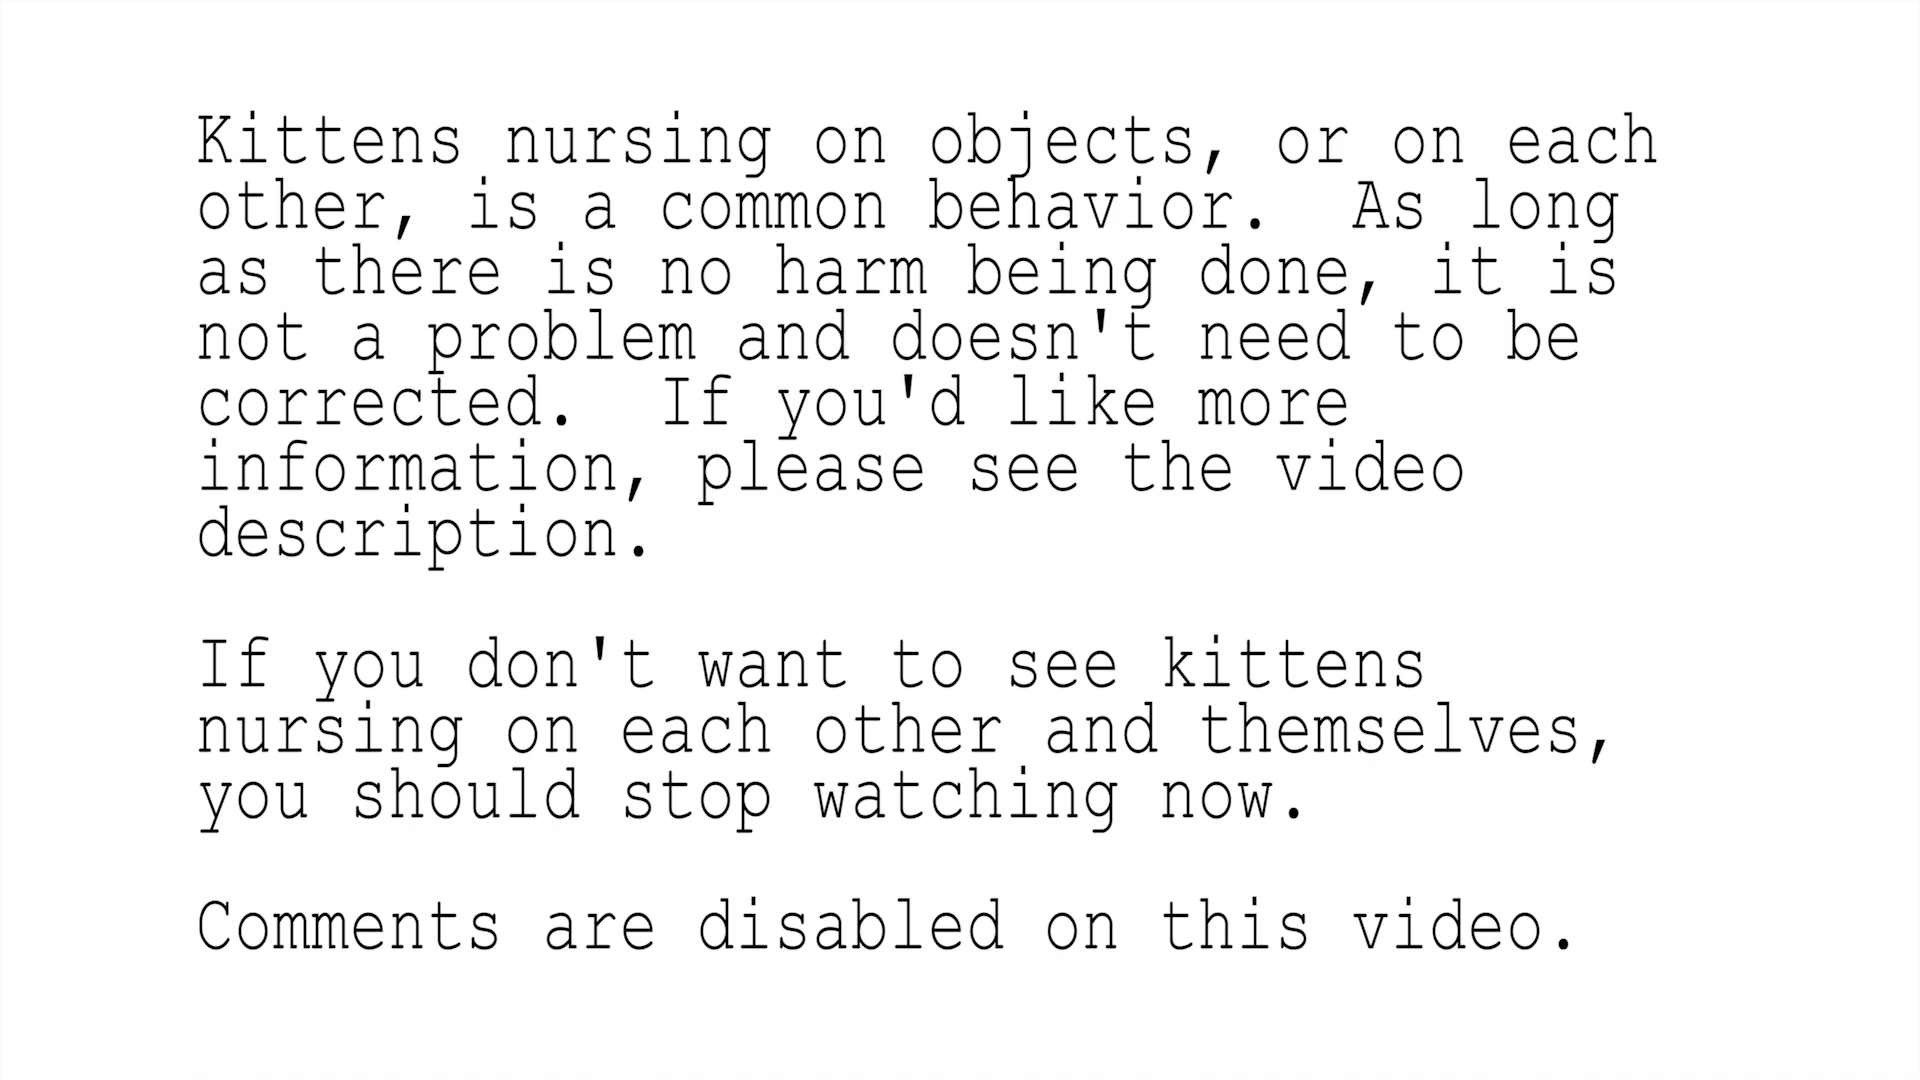 Kittens nursing on objects, or on each
other, is a common behavior.  As long
as there is no harm being done, it is
not a problem and doesn't need to be
corrected.  If you'd like more
information, please see the video
description.

If you don't want to see kittens
nursing on each other and themselves,
you should stop watching now.

Comments are disabled on this video.